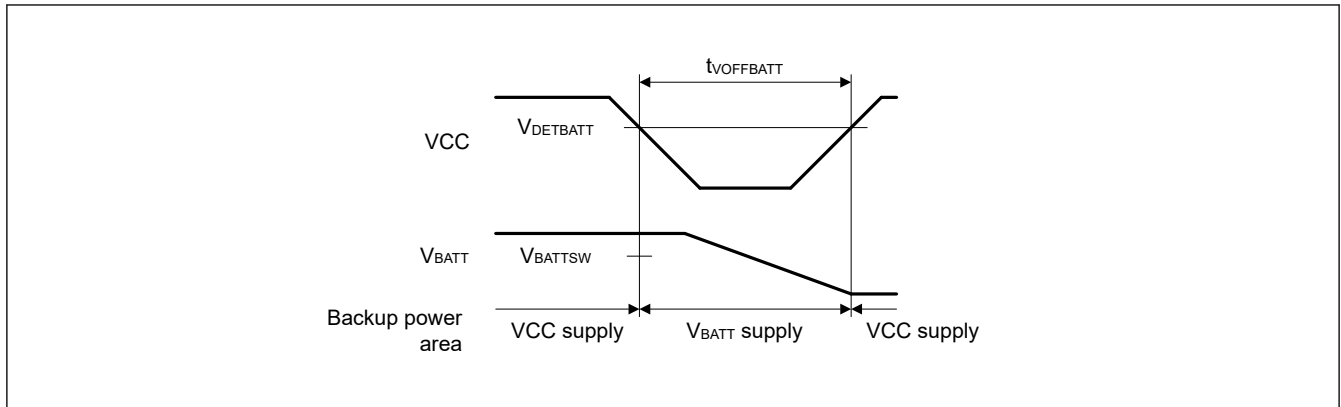 tVOFFBATT
VDETBATT
VCC
VBATT
VBATTSW
Backup power
area
VCC supply
VBATT supply
VCC supply